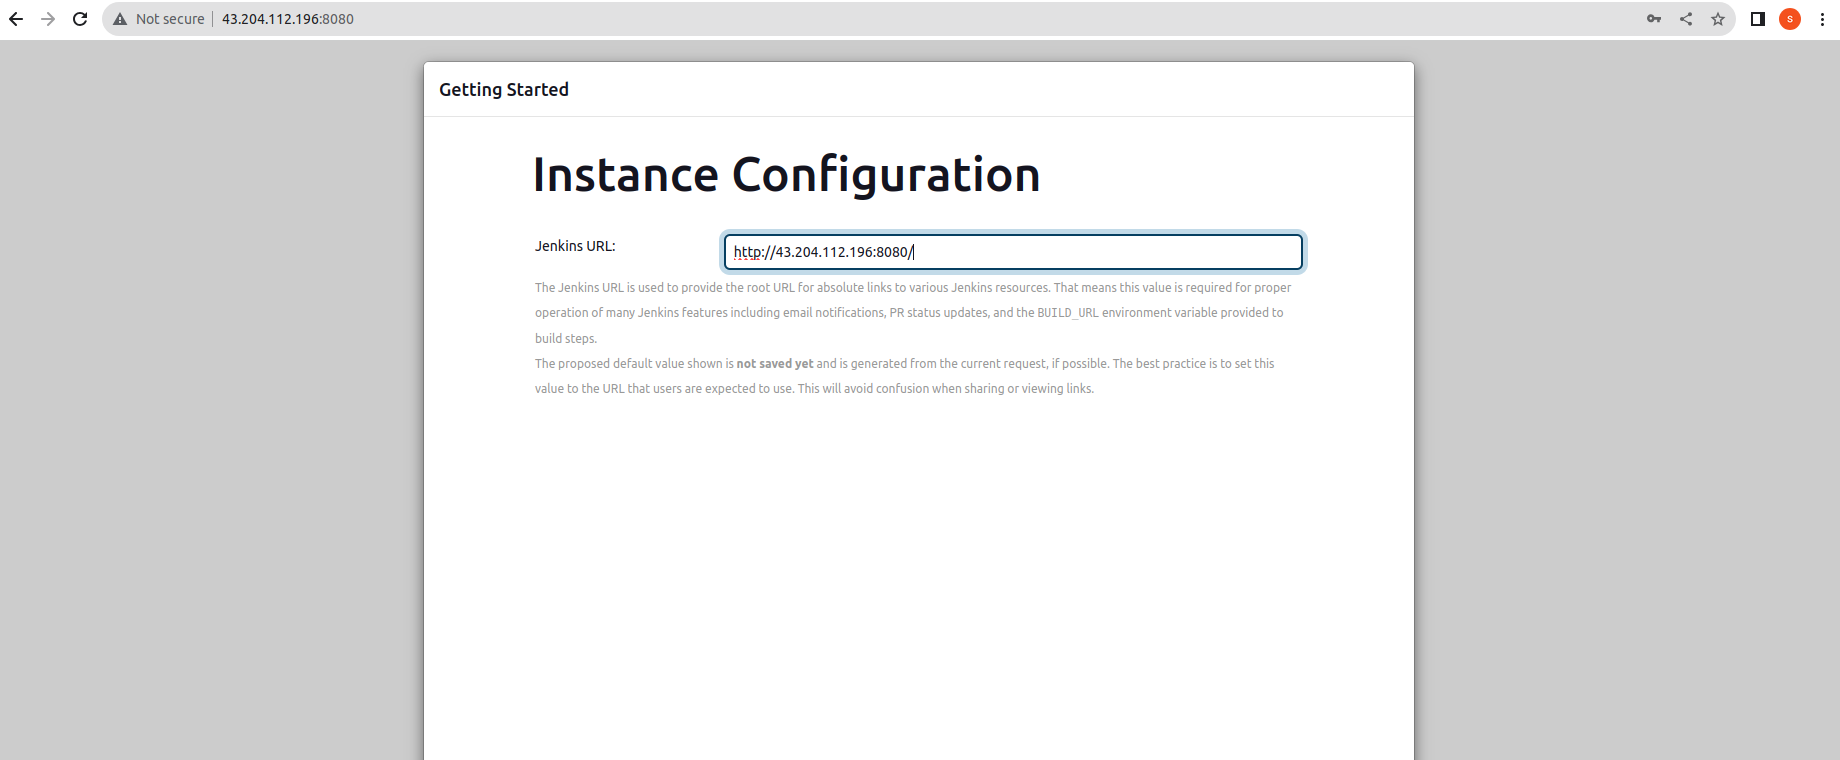 Not secure | 43.204.112.196:8080
S
Getting Started
Instance Configuration
Jenkins URL:
http://43.204.112.196:8080/
The Jenkins URL is used to provide the root URL for absolute links to various Jenkins resources. That means this value is required for proper
operation of many Jenkins features including email notifications, PR status updates, and the BUILD_URL environment variable provided to
build steps.
The proposed default value shown is not saved yet and is generated from the current request, if possible. The best practice is to set this
value to the URL that users are expected to use. This will avoid confusion when sharing or viewing links.